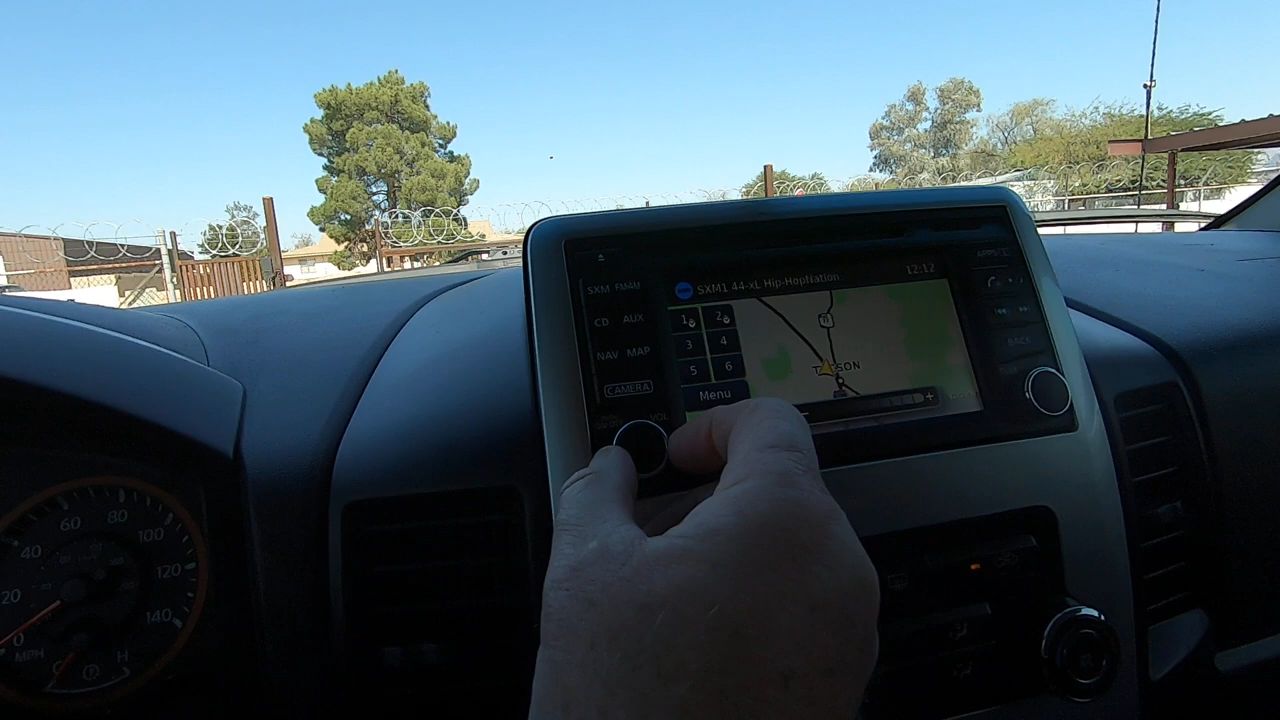 SXM FM·AM
CD AUX
NAV MAP
CAMERA
VOL
SXM1 44-xL Hip-HopNation
12:12
1 2
3 4
5 6
Menu
+
APPS
BACK
20
40
60
80
100
120
140
0
MPH
C H